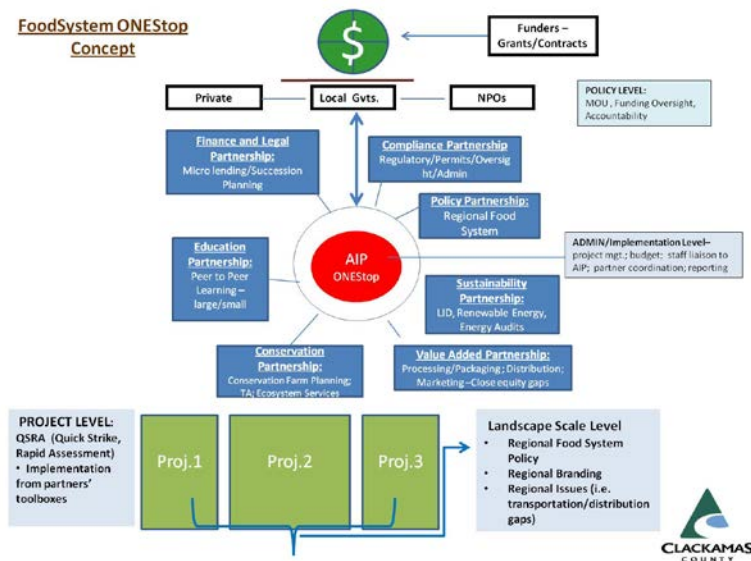 FoodSystem ONEStop
Concept
$
Funders –
Grants/Contracts
Private
Local Gvts.
NPOs
POLICY LEVEL:
MOU , Funding Oversight,
Accountability
Finance and Legal
Partnership:
Micro lending/Succession
Planning
Compliance Partnership
Regulatory/Permits/Oversig
ht/Admin
Policy Partnership:
Regional Food
System
Education
Partnership:
Peer to Peer
Learning –
large/small
AIP
ONEStop
ADMIN/Implementation Level–
project mgt.; budget; staff liaison to
AIP; partner coordination; reporting
Sustainability
Partnership:
LID, Renewable Energy,
Energy Audits
Conservation
Partnership:
Conservation Farm Planning;
TA; Ecosystem Services
Value Added Partnership:
Processing/Packaging; Distribution;
Marketing –Close equity gaps
PROJECT LEVEL:
QSRA (Quick Strike,
Rapid Assessment)
• Implementation
from partners'
toolboxes
Proj.1
Proj.2
Proj.3
Landscape Scale Level
• Regional Food System
Policy
• Regional Branding
• Regional Issues (i.e.
transportation/distribution
gaps)
CLACKAMAS
COUNTY